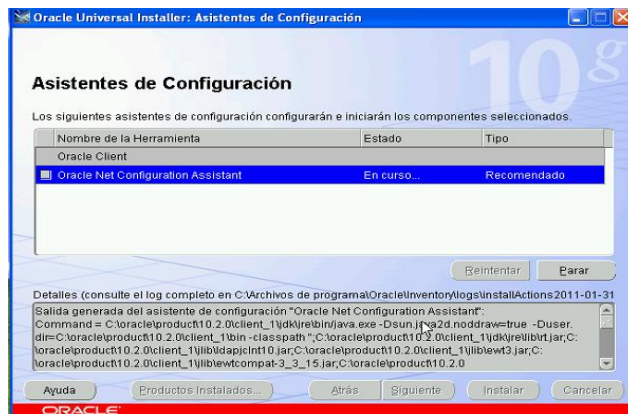 Oracle Universal Installer: Asistentes de Configuración
10g
Asistentes de Configuración
Los siguientes asistentes de configuración configurarán e iniciarán los componentes seleccionados.
Nombre de la Herramienta Estado Tipo
Oracle Client
Oracle Net Configuration Assistant En curso... Recomendado
Reintentar Parar
Detalles (consulte el log completo en C:\Archivos de programa\Oracle\Inventory\logs\installActions2011-01-31
Salida generada del asistente de configuración "Oracle Net Configuration Assistant":
Command = C:\oracle\product\10.2.0\client_1\jdk\jre\bin/java.exe -Dsun.java2d.noddraw=true -Duser.
dir=C:\oracle\product\10.2.0\client_1\bin -classpath ";C:\oracle\product\10.2.0\client_1\jdk\jre\lib\rt.jar;C:
\oracle\product\10.2.0\client_1\jlib\ldapjclnt10.jar;C:\oracle\product\10.2.0\client_1\jlib\ewt3.jar;C:
\oracle\product\10.2.0\client_1\jlib\ewtcompat-3_3_15.jar;C:\oracle\product\10.2.0
Ayuda Productos Instalados... Atrás Siguiente Instalar Cancelar
ORACLE